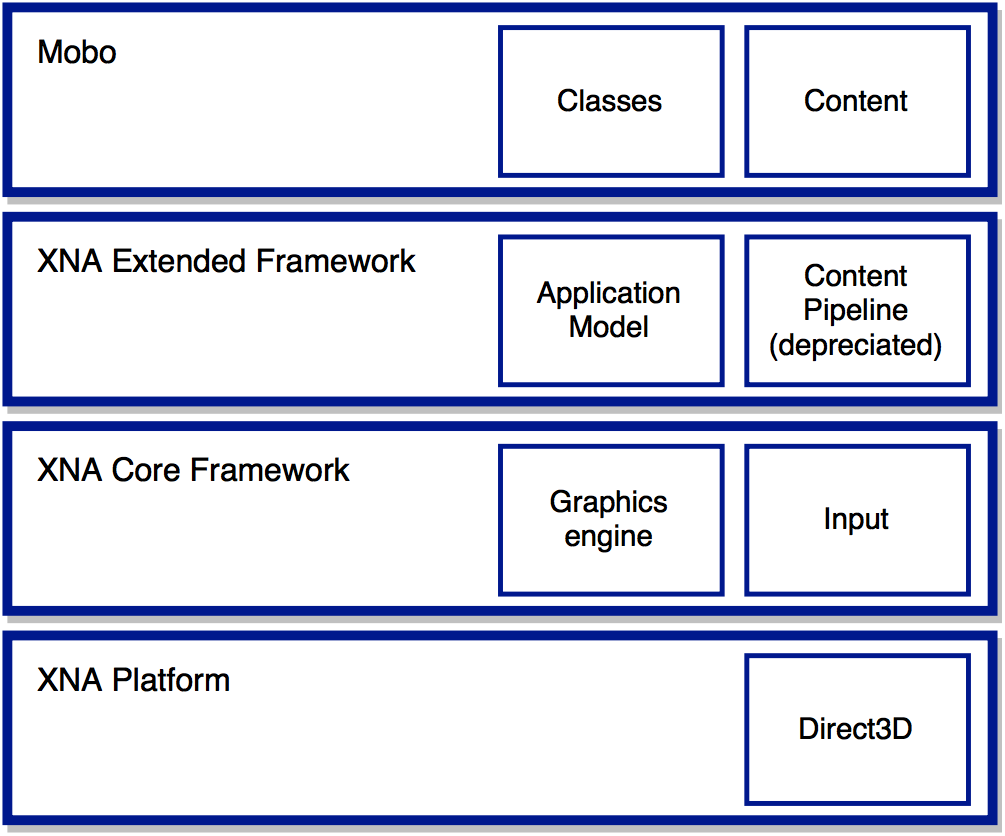 Mobo
Classes
Content
XNA Extended Framework
Application
Model
Content
Pipeline
(depreciated)
XNA Core Framework
Graphics
engine
Input
XNA Platform
Direct3D